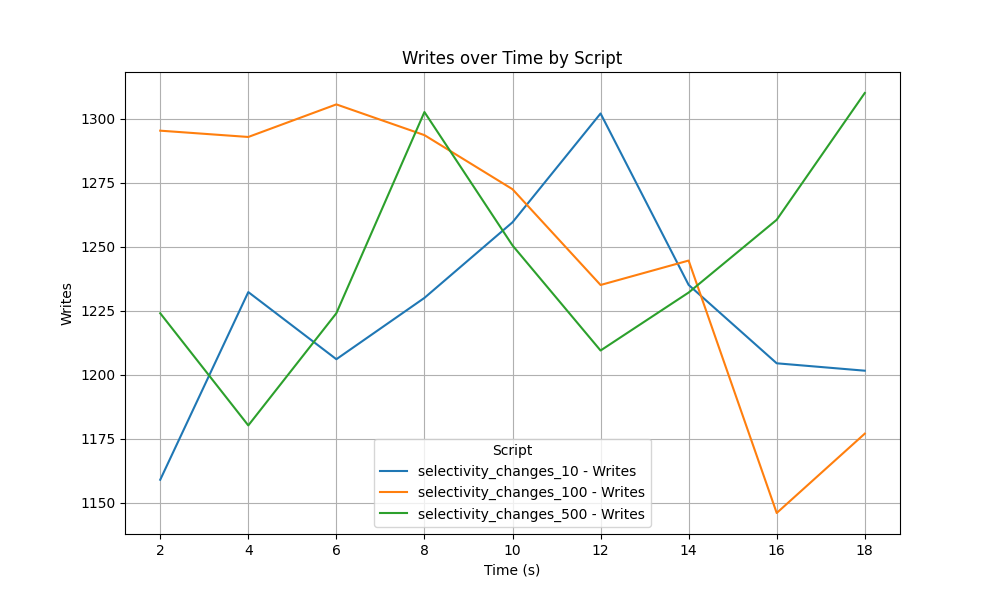 Writes over Time by Script
Writes
1300
1275
1250
1225
1200
1175
1150
Script
selectivity_changes_10 - Writes
selectivity_changes_100 - Writes
selectivity_changes_500 - Writes
2 4 6 8 10 12 14 16 18
Time (s)